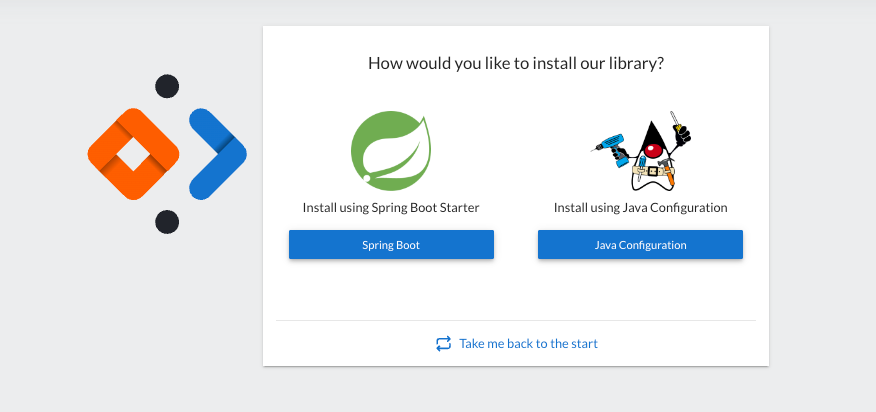 How would you like to install our library?
Install using Spring Boot Starter
Install using Java Configuration
Spring Boot
Java Configuration
Take me back to the start